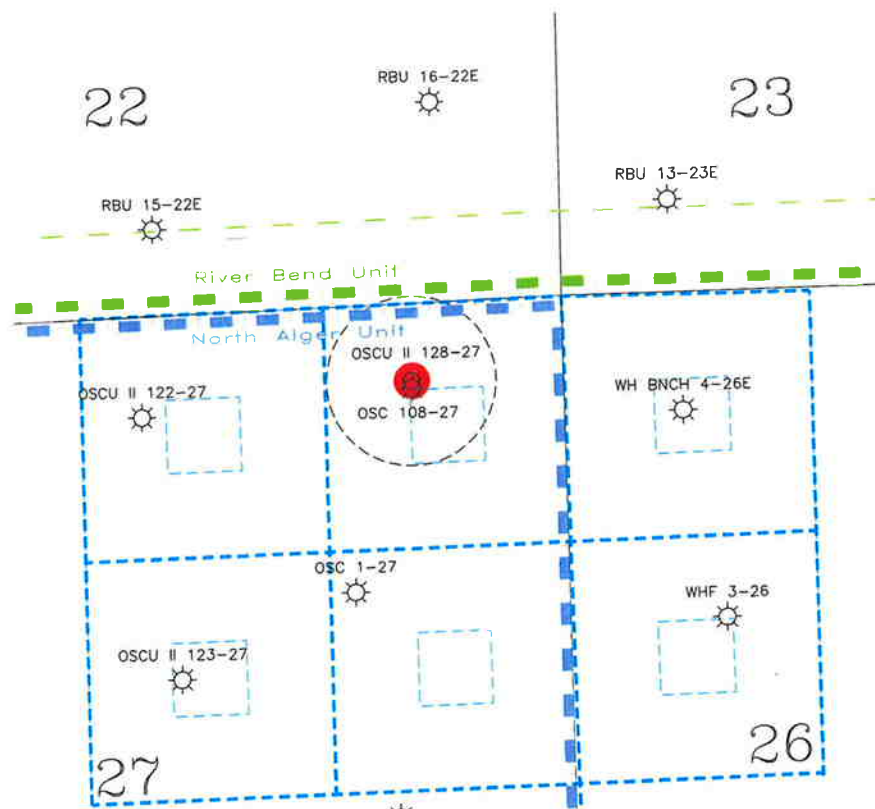 22
RBU 16-22E
23
RBU 15-22E
RBU 13-23E
River Bend Unit
North Alger Unit
OSCU II 128-27
OSCU II 122-27
OSC 108-27
WH BNCH 4-26E
OSC 1-27
WHF 3-26
OSCU II 123-27
27
26